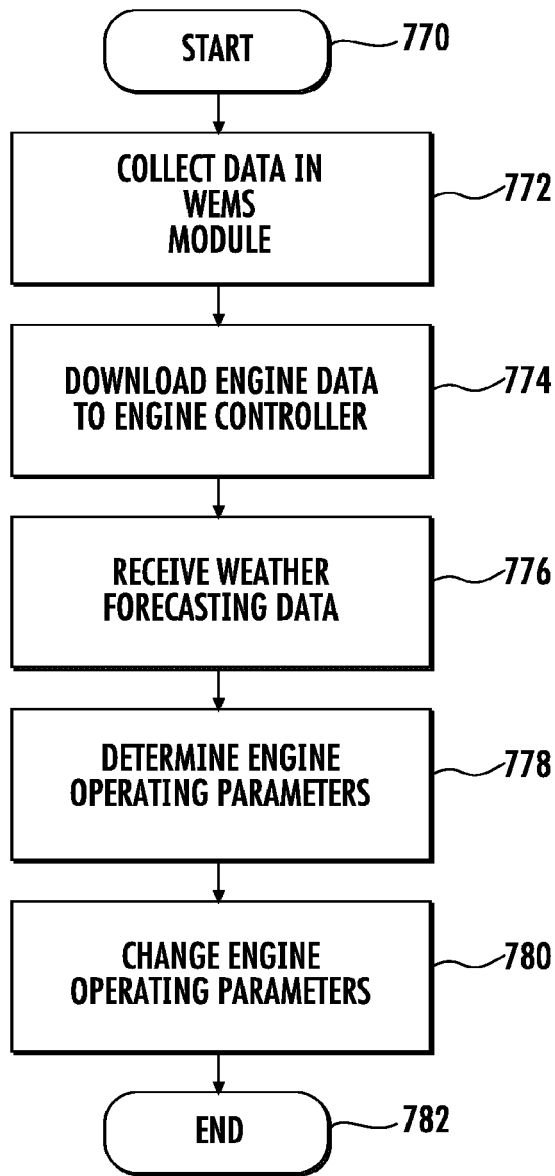 START
770
COLLECT DATA IN
WEMS
MODULE
772
DOWNLOAD ENGINE DATA
TO ENGINE CONTROLLER
774
RECEIVE WEATHER
FORECASTING DATA
776
DETERMINE ENGINE
OPERATING PARAMETERS
778
CHANGE ENGINE
OPERATING PARAMETERS
780
END
782